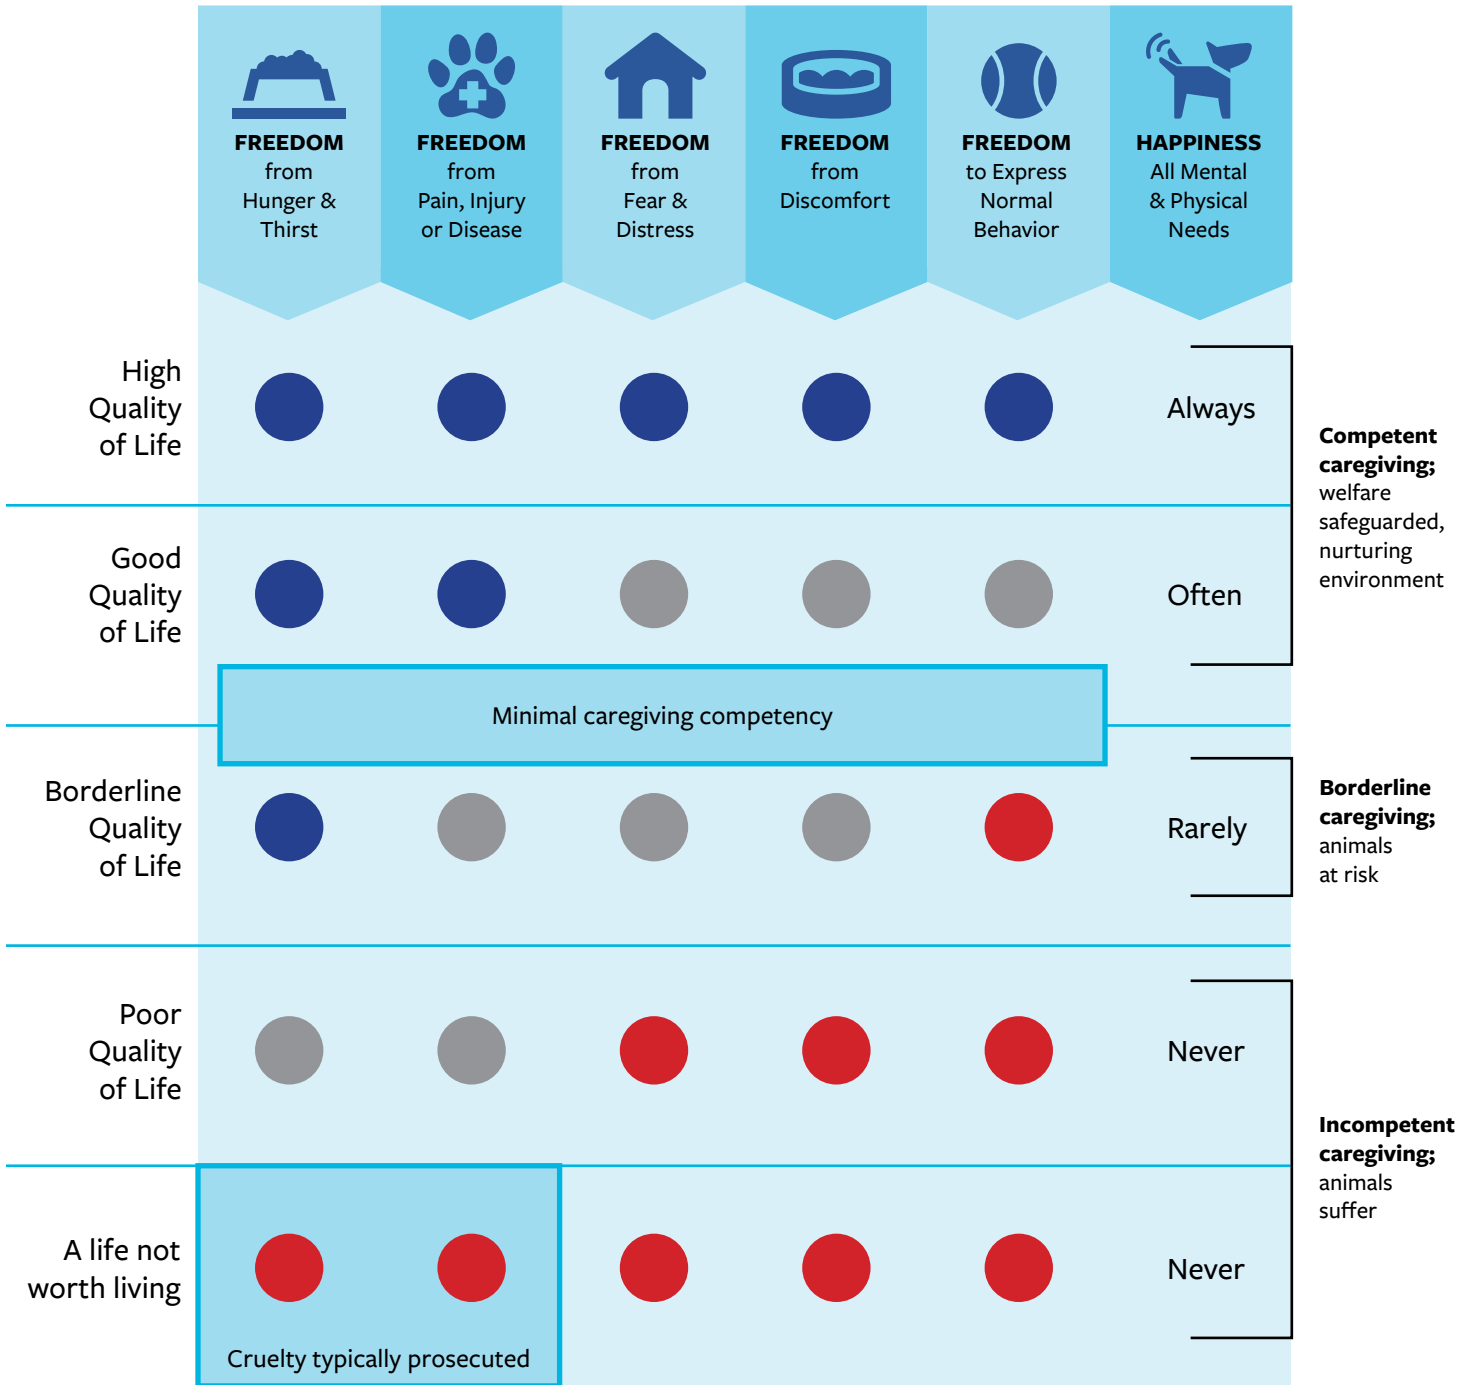 FREEDOM
from
Hunger &
Thirst
FREEDOM
from
Pain, Injury
or Disease
FREEDOM
from
Fear &
Distress
FREEDOM
from
Discomfort
FREEDOM
to Express
Normal
Behavior
HAPPINESS
All Mental
& Physical
Needs
High
Quality
of Life
Always
Competent
caregiving;
welfare
safeguarded,
nurturing
environment
Good
Quality
of Life
Often
Minimal caregiving competency
Borderline
Quality
of Life
Rarely
Borderline
caregiving;
animals
at risk
Poor
Quality
of Life
Never
Incompetent
caregiving;
animals
suffer
A life not
worth living
Never
Cruelty typically prosecuted